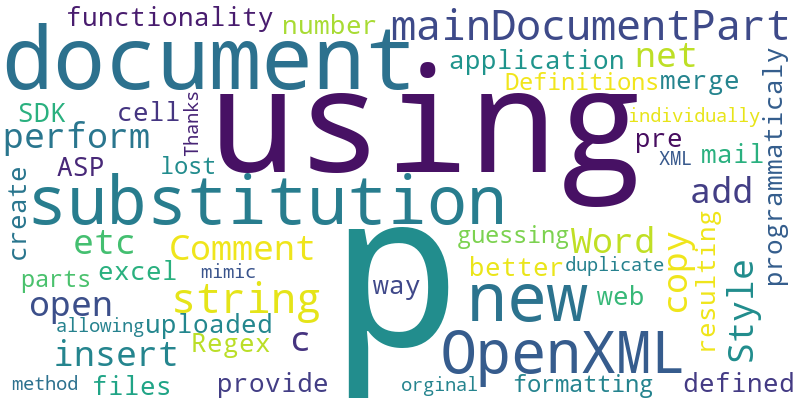 functionality
number
mainDocumentPart
document
application
net
Definitions
merge
using
SDK
cell
Thanks
individually
programmaticaly
perform
pre
ASP
lost
XML
mail
substitution
add
create
etc
Comment
guessing
Word
copy
resulting
parts
excel
mimic
way
p
better
duplicate
Style
open
string
new
web
allowing
uploaded
Regex
c
OpenXML
insert
method
files
provide
orginal
formatting
defined